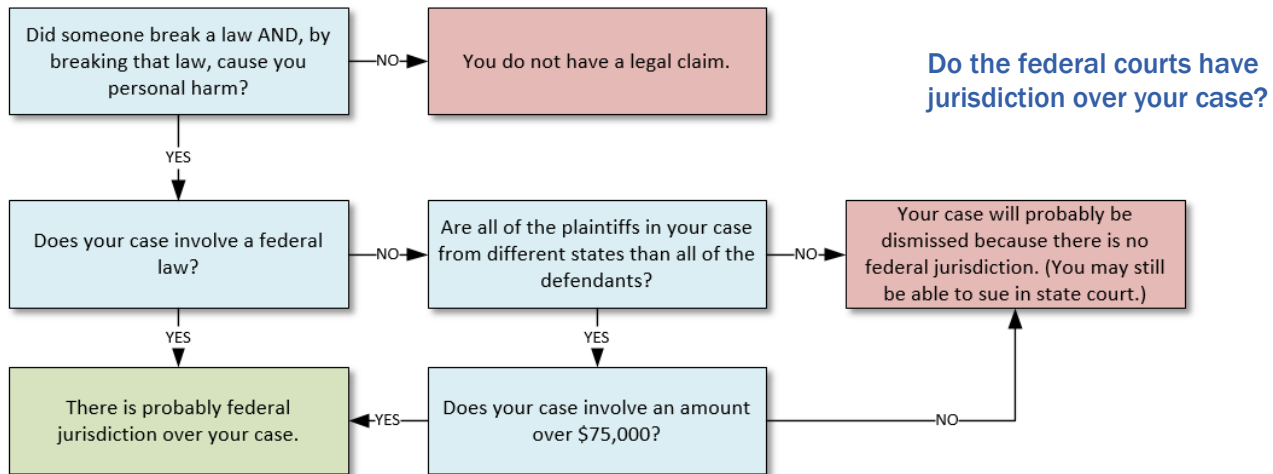 Did someone break a law AND, by
breaking that law, cause you
personal harm?
NO
You do not have a legal claim.
Do the federal courts have
jurisdiction over your case?
YES
Does your case involve a federal
law?
NO
Are all of the plaintiffs in your case
from different states than all of the
defendants?
NO
Your case will probably be
dismissed because there is no
federal jurisdiction. (You may still
be able to sue in state court.)
YES
YES
There is probably federal
jurisdiction over your case.
YES
Does your case involve an amount
over $75,000?
NO